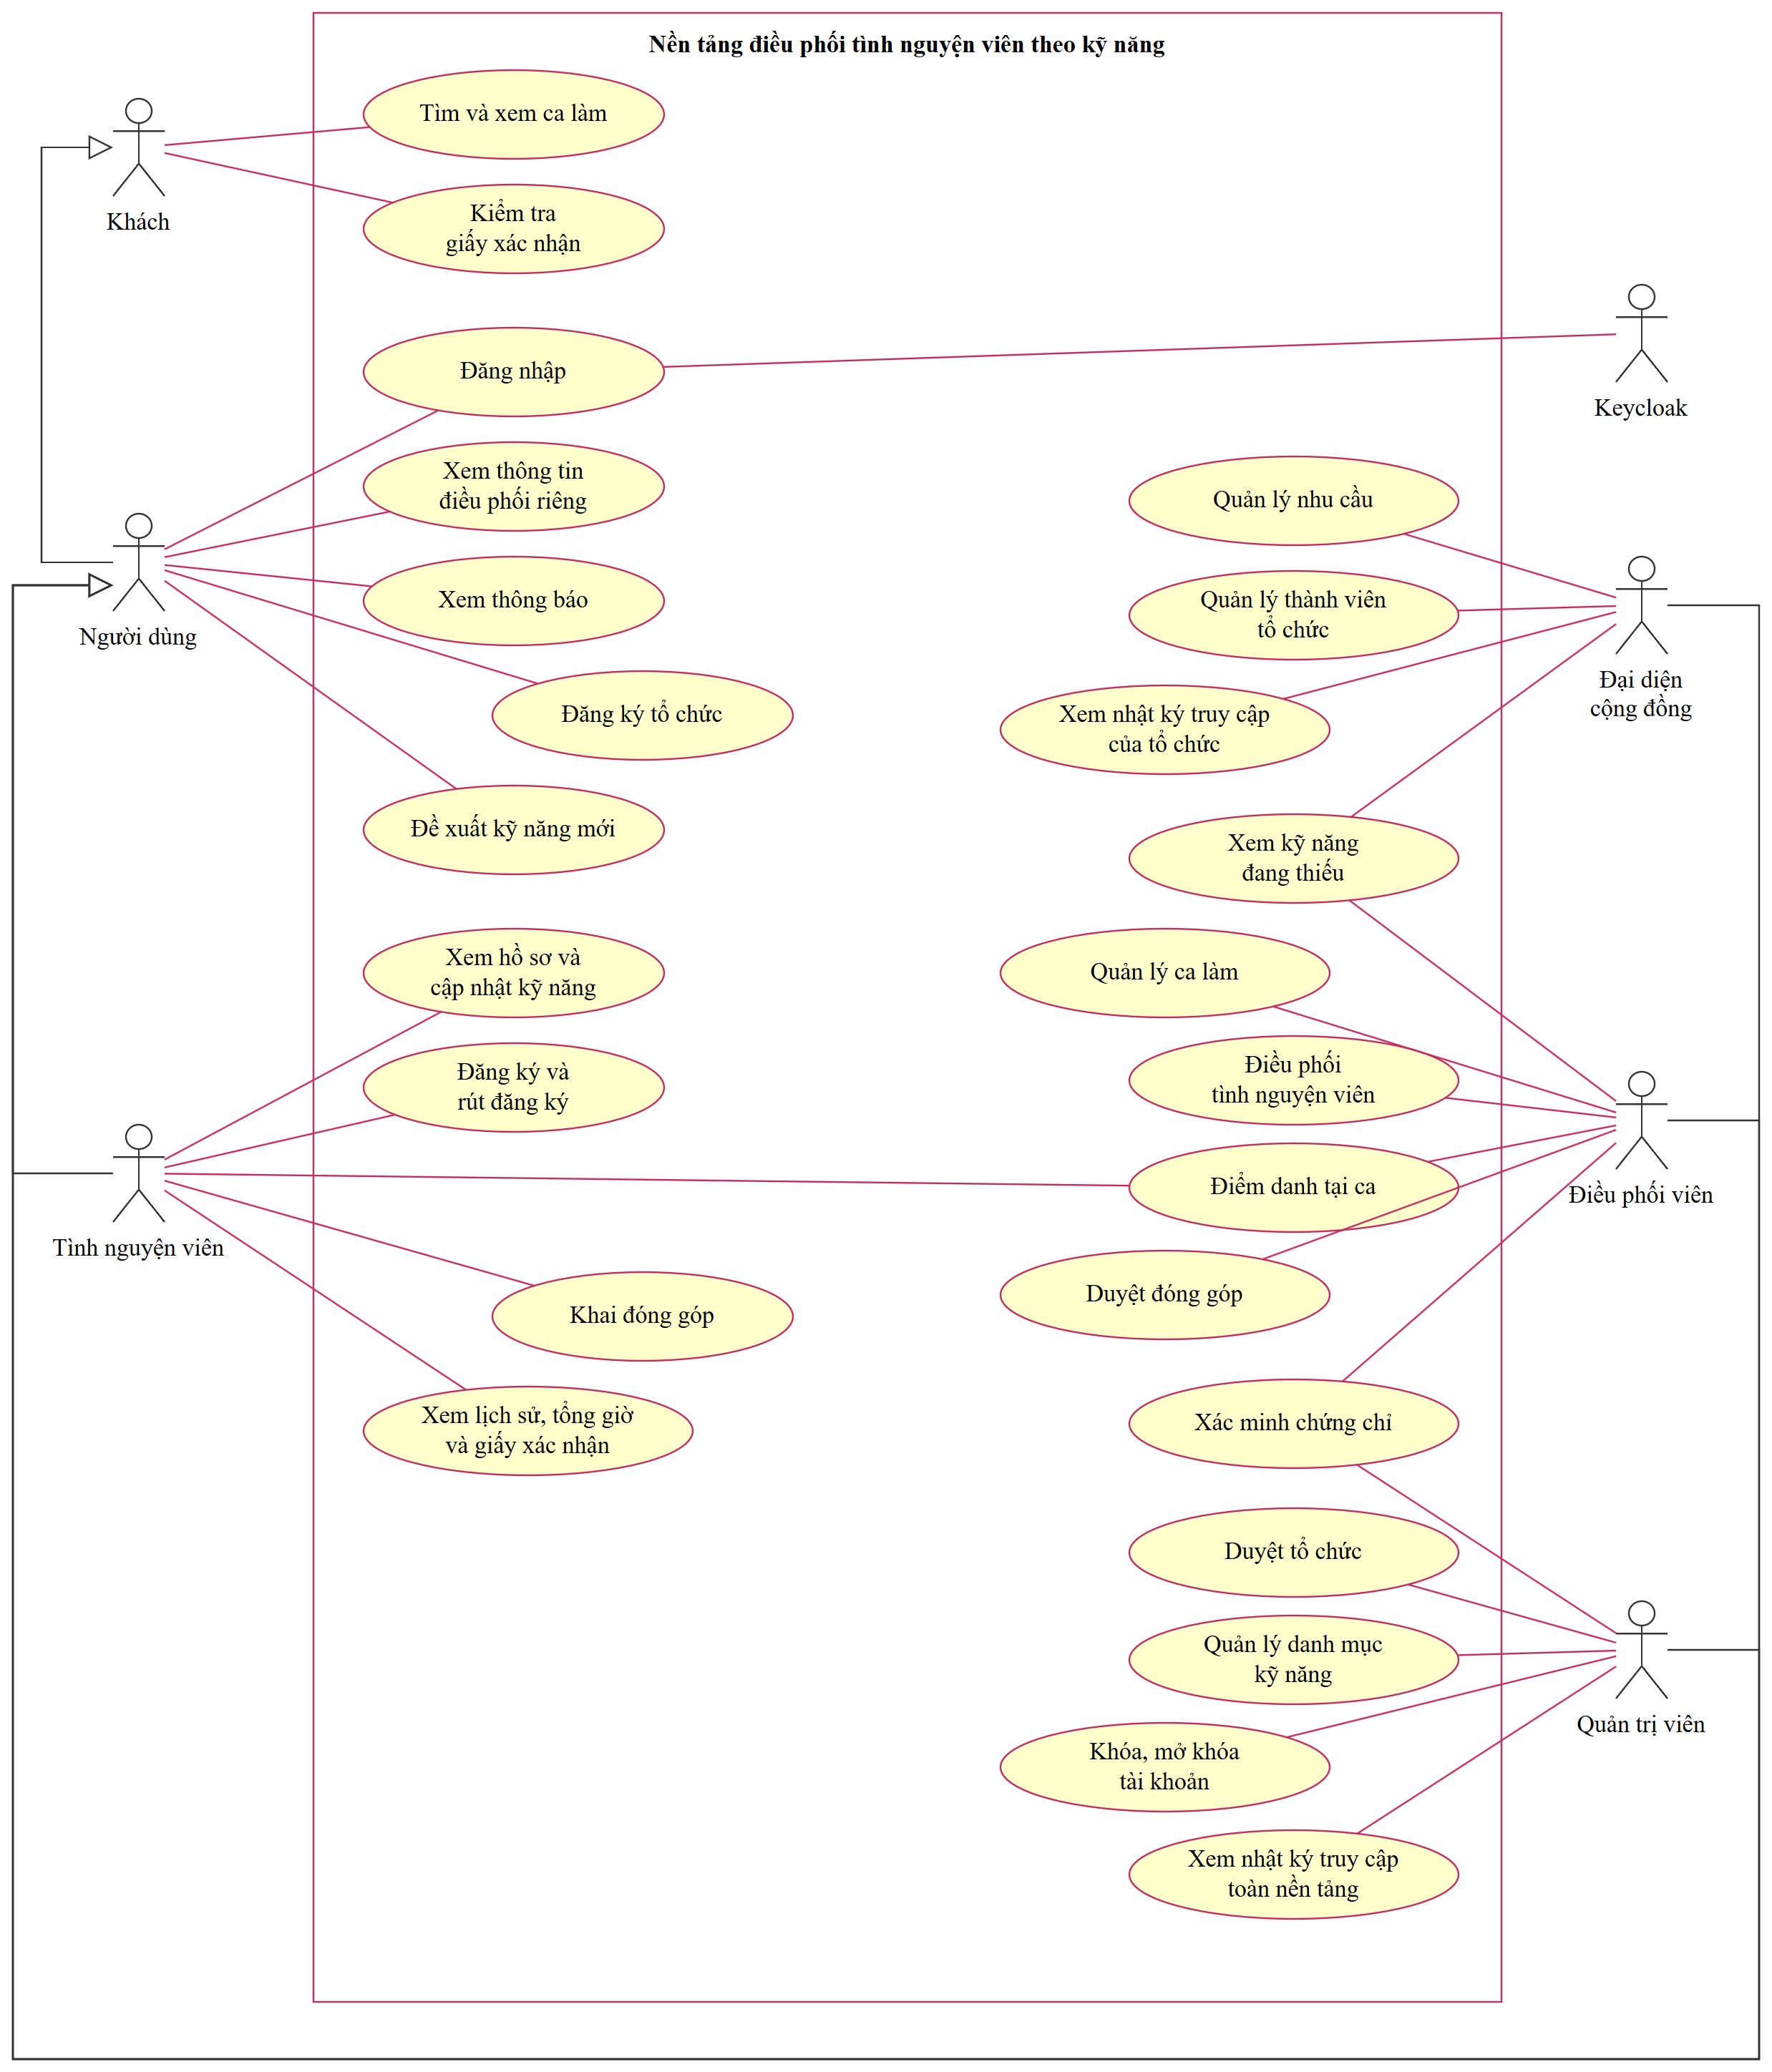 Nền tảng điều phối tình nguyện viên theo kỹ năng
Tìm và xem ca làm
Khách
Kiểm tra
giấy xác nhận
Đăng nhập
Keycloak
Xem thông tin
điều phối riêng
Quản lý nhu cầu
Người dùng
Xem thông báo
Quản lý thành viên
tổ chức
Đại diện
cộng đồng
Đăng ký tổ chức
Xem nhật ký truy cập
của tổ chức
Đề xuất kỹ năng mới
Xem kỹ năng
đang thiếu
Xem hồ sơ và
cập nhật kỹ năng
Quản lý ca làm
Đăng ký và
rút đăng ký
Điều phối
tình nguyện viên
Điều phối viên
Tình nguyện viên
Điểm danh tại ca
Khai đóng góp
Duyệt đóng góp
Xem lịch sử, tổng giờ
và giấy xác nhận
Xác minh chứng chỉ
Duyệt tổ chức
Quản lý danh mục
kỹ năng
Quản trị viên
Khóa, mở khóa
tài khoản
Xem nhật ký truy cập
toàn nền tảng